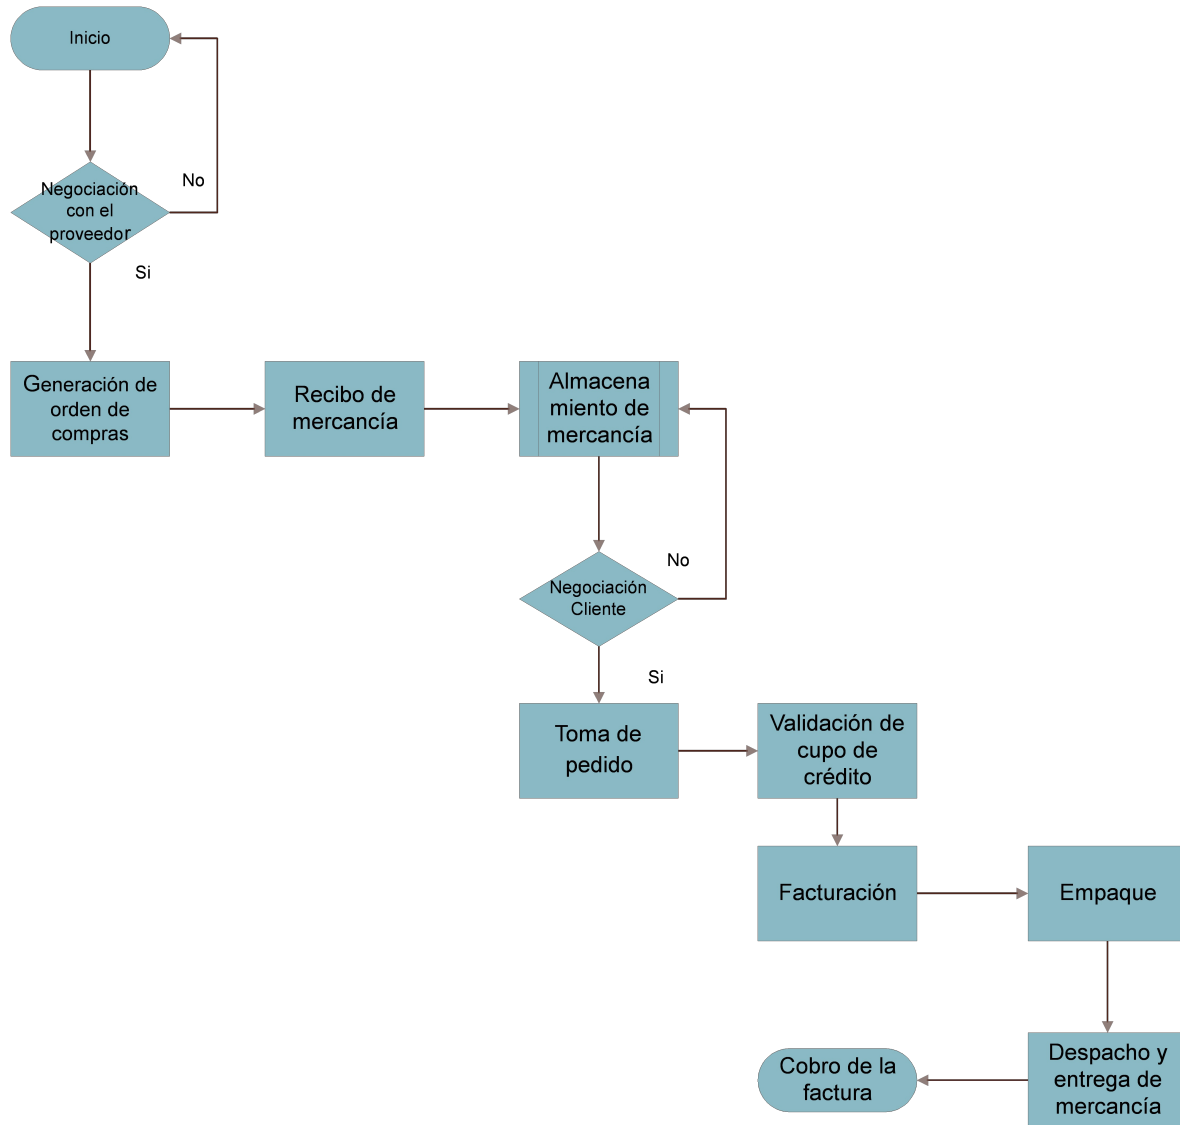 Inicio
No
Negociación
con el
proveedor
Si
Generación de
orden de
compras
Recibo de
mercancía
Almacena
miento de
mercancía
No
Negociación
Cliente
Si
Toma de
pedido
Validación de
cupo de
crédito
Facturación
Empaque
Despacho y
entrega de
mercancía
Cobro de la
factura